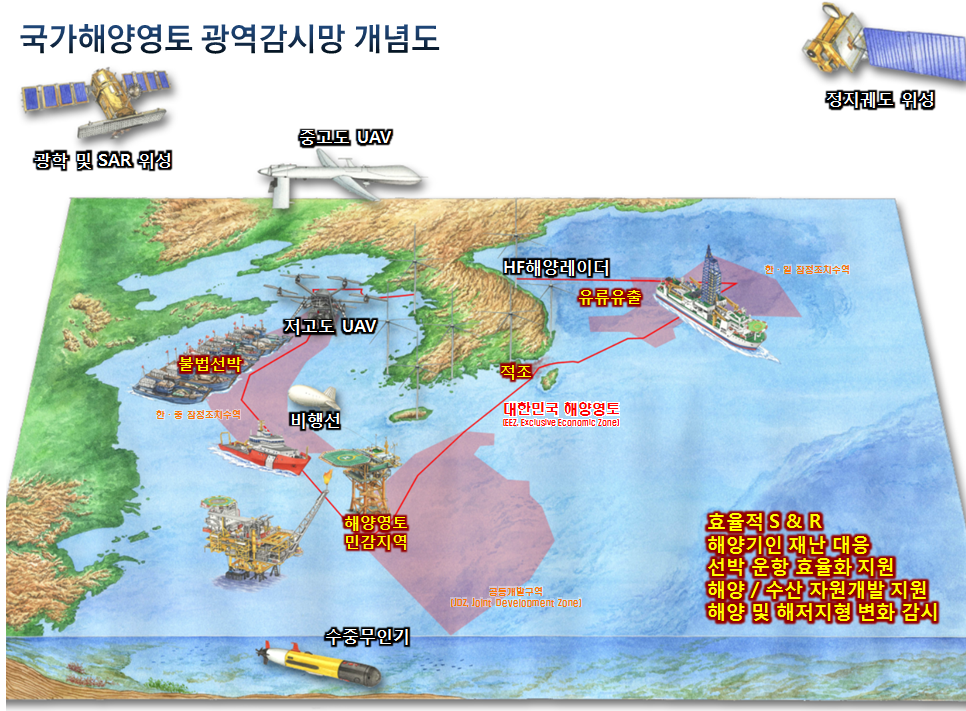 국가해양영토 광역감시망 개념도
정지궤도 위성
광학 및 SAR 위성
중고도 UAV
HF해양레이더
한 · 일 잠정조치수역
유류유출
저고도 UAV
불법선박
적조
한 · 중 잠정조치수역
비행선
대한민국 해양영토
(EEZ, Exclusive Economic Zone)
해양영토
민감지역
효율적 S & R
해양기인 재난 대응
선박 운항 효율화 지원
해양 / 수산 자원개발 지원
해양 및 해저지형 변화 감시
공동개발구역
(JDZ, Joint Development Zone)
수중무인기